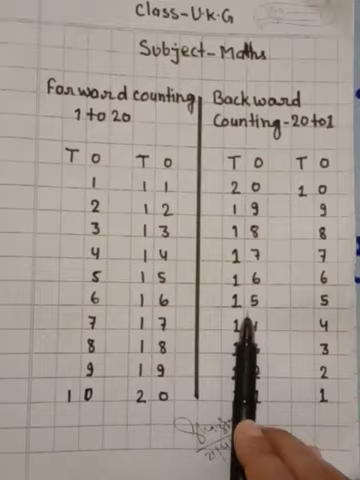 Class-U.K.G
Subject-Maths
Forward counting
1 to 20
Backward
Counting-20to1
T O T O T O T O
1 1 1 2 0 1 0
2 1 2 1 9 9
3 1 3 1 8 8
4 1 4 1 7 7
5 1 5 1 6 6
6 1 6 1 5 5
7 1 7 1 4
8 1 8 3
9 1 9 2
1 0 2 0 1